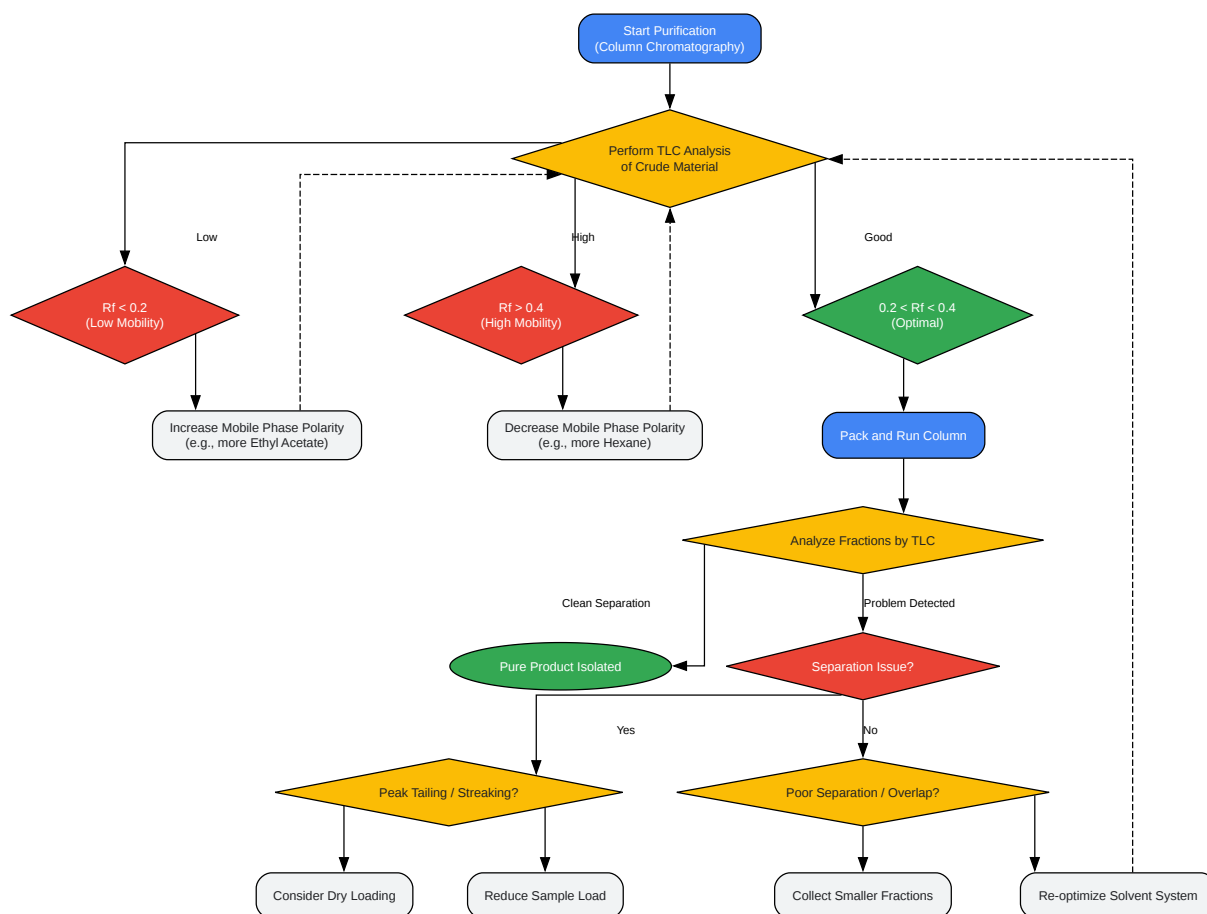 Start Purification
(Column Chromatography)
Perform TLC Analysis
of Crude Material
Low
High
Good
Rf < 0.2
(Low Mobility)
Rf > 0.4
(High Mobility)
0.2 < Rf < 0.4
(Optimal)
Increase Mobile Phase Polarity
(e.g., more Ethyl Acetate)
Decrease Mobile Phase Polarity
(e.g., more Hexane)
Pack and Run Column
Analyze Fractions by TLC
Clean Separation
Problem Detected
Pure Product Isolated
Separation Issue?
Yes
No
Peak Tailing / Streaking?
Poor Separation / Overlap?
Consider Dry Loading
Reduce Sample Load
Collect Smaller Fractions
Re-optimize Solvent System